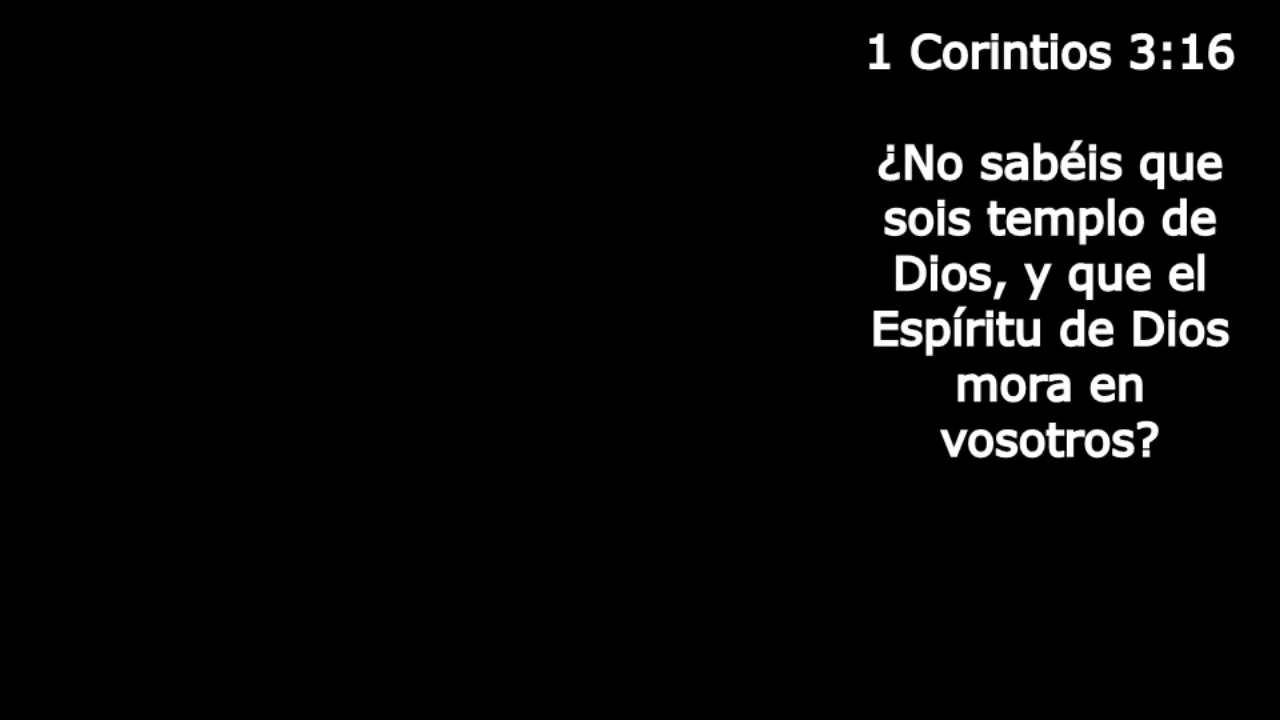 1 Corintios 3:16
¿No sabéis que
sois templo de
Dios, y que el
Espíritu de Dios
mora en
vosotros?